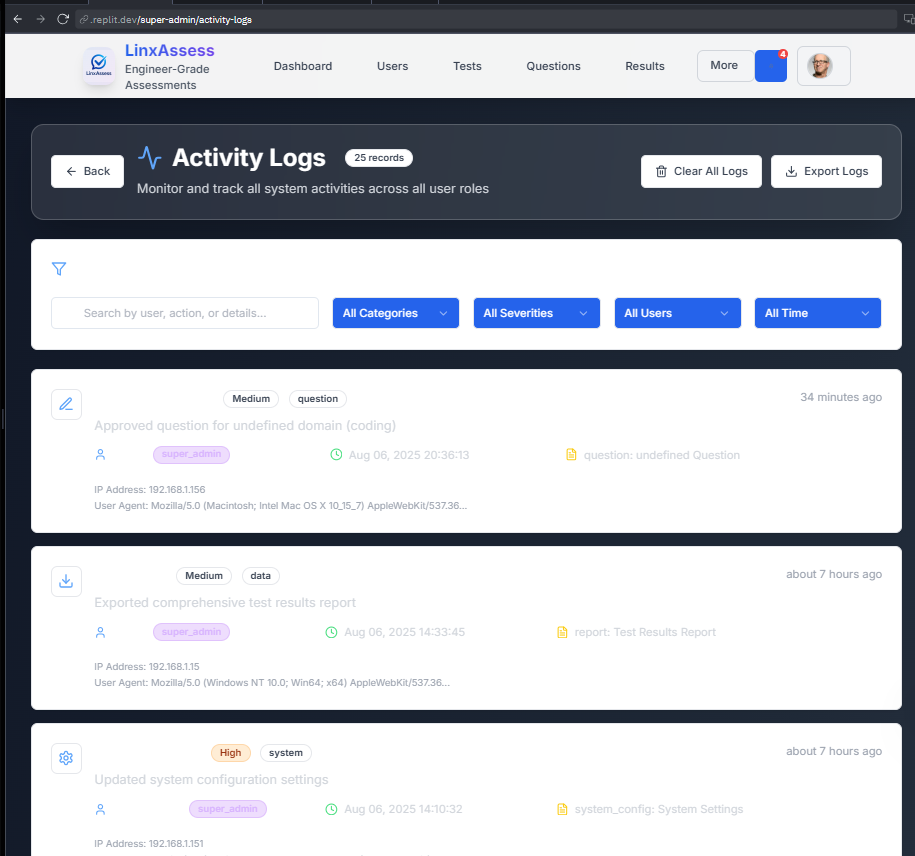 .replit.dev/super-admin/activity-logs
LinxAssess
LinxAssess
Engineer-Grade
Assessments
Dashboard Users Tests Questions Results More 4
Back
Activity Logs 25 records
Monitor and track all system activities across all user roles
Clear All Logs Export Logs
Search by user, action, or details... All Categories All Severities All Users All Time
Medium question 34 minutes ago
Approved question for undefined domain (coding)
super_admin Aug 06, 2025 20:36:13 question: undefined Question
IP Address: 192.168.1.156
User Agent: Mozilla/5.0 (Macintosh; Intel Mac OS X 10_15_7) AppleWebKit/537.36...
Medium data about 7 hours ago
Exported comprehensive test results report
super_admin Aug 06, 2025 14:33:45 report: Test Results Report
IP Address: 192.168.1.15
User Agent: Mozilla/5.0 (Windows NT 10.0; Win64; x64) AppleWebKit/537.36...
High system about 7 hours ago
Updated system configuration settings
super_admin Aug 06, 2025 14:10:32 system_config: System Settings
IP Address: 192.168.1.151